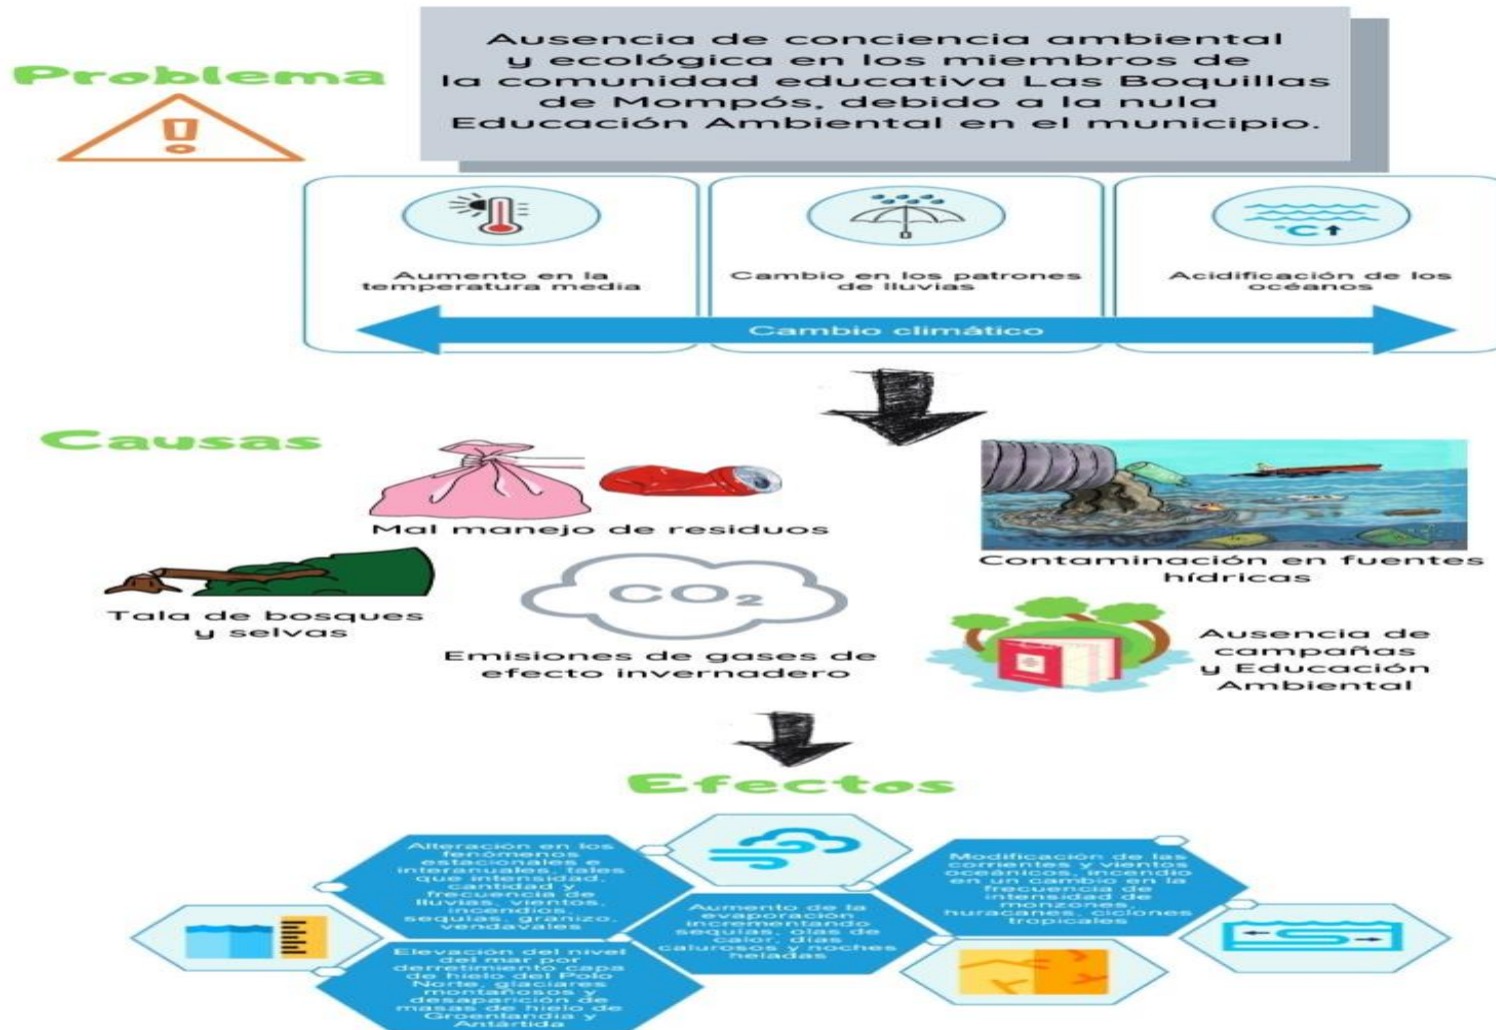 Problema
Ausencia de conciencia ambiental
y ecológica en los miembros de
la comunidad educativa Las Boquillas
de Mompós, debido a la nula
Educación Ambiental en el municipio.
Aumento en la
temperatura media
Cambio en los patrones
de lluvias
°C
Acidificación de los
océanos
Cambio climático
Causas
Mal manejo de residuos
Contaminación en fuentes
hídricas
Tala de bosques
y selvas
CO₂
Emisiones de gases de
efecto invernadero
Ausencia de
campañas
y Educación
Ambiental
Efectos
Alteración en los
fenómenos
estacionales e
interanuales, tales
que intensidad,
cantidad y
frecuencia de
lluvias, vientos,
incendios,
sequías, granizo,
vendavales
Aumento de la
evaporación
incrementando
sequías, olas de
calor, días
calurosos y noches
heladas
Modificación de las
corrientes y vientos
oceánicos, incendio
en un cambio en la
frecuencia de
intensidad de
monzones,
huracanes, ciclones
tropicales
Elevación del nivel
del mar por
derretimiento capa
de hielo del Polo
Norte, glaciares
montañosos y
desaparición de
masas de hielo de
Groenlandia y
Antártida